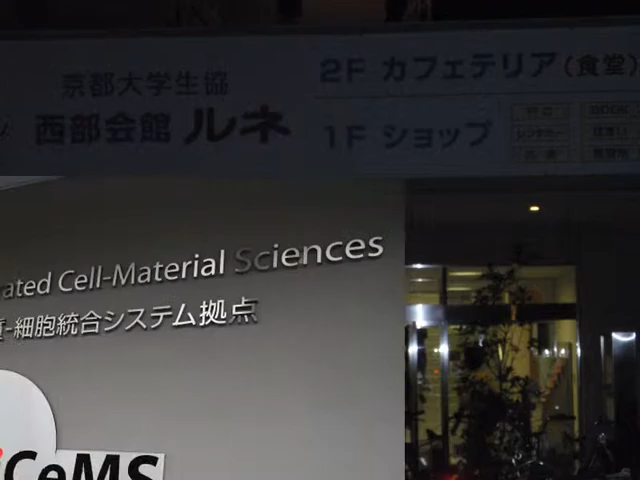 京都大学生協
西部会館 ルネ
2F カフェテリア(食堂)
1F ショップ
ated Cell-Material Sciences
質-細胞統合システム拠点
iCeMS